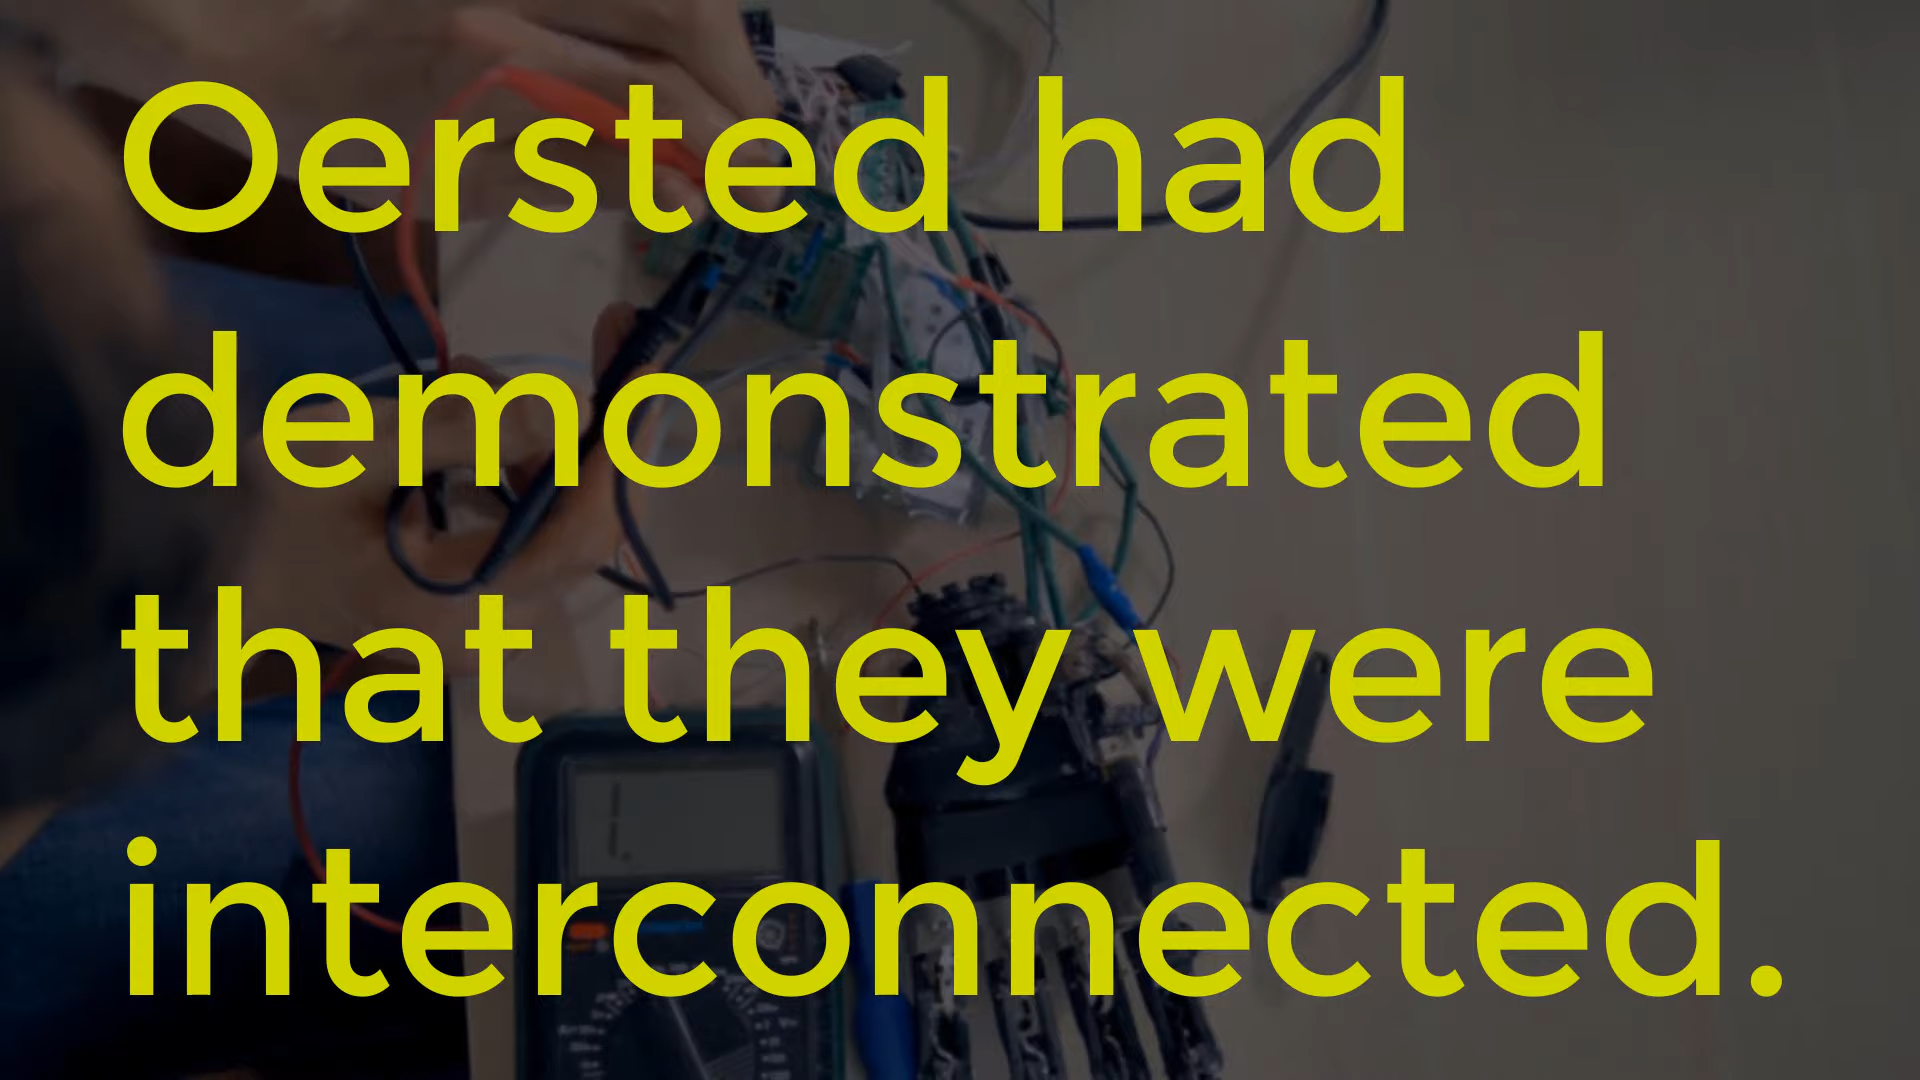 Oersted had
demonstrated
that they were
interconnected.